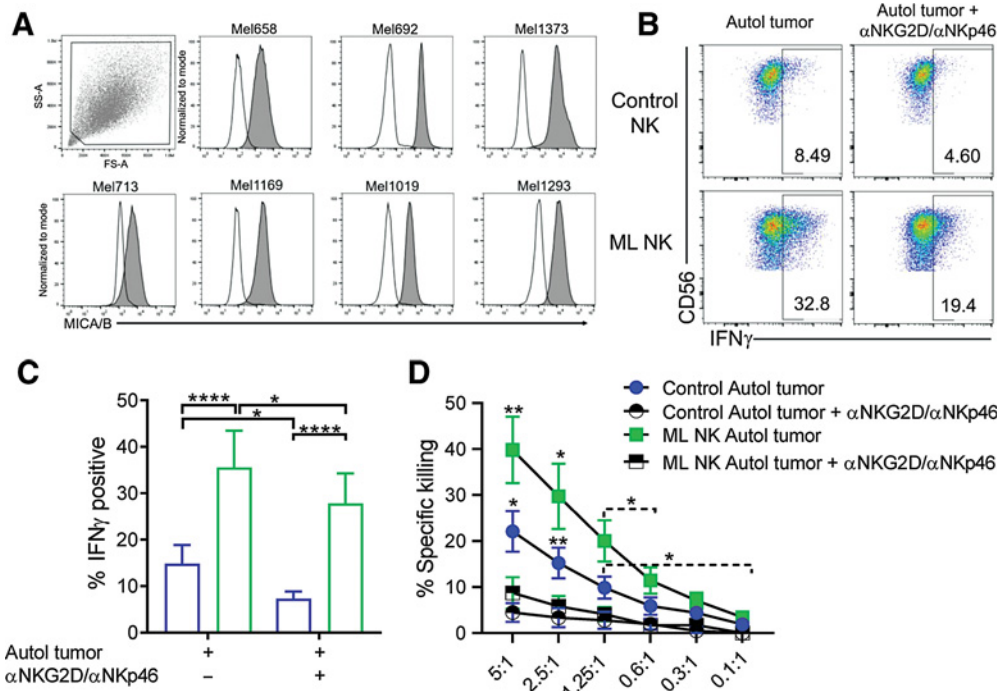 A
Mel658
Mel692
Mel1373
SS-A
FS-A
Normalized to mode
Mel713
Mel1169
Mel1019
Mel1293
Normalized to mode
MICA/B
B
Autol tumor
Autol tumor +
αNKG2D/αNKp46
Control
NK
8.49
4.60
ML NK
32.8
19.4
CD56
IFNγ
C
50
40
30
20
10
0
% IFNγ positive
****
*
*
****
Autol tumor + +
αNKG2D/αNKp46 – +
D
Control Autol tumor
Control Autol tumor + αNKG2D/αNKp46
ML NK Autol tumor
ML NK Autol tumor + αNKG2D/αNKp46
50
40
30
20
10
0
% Specific killing
**
*
*
**
*
*
5:1
2.5:1
1.25:1
0.6:1
0.3:1
0.1:1